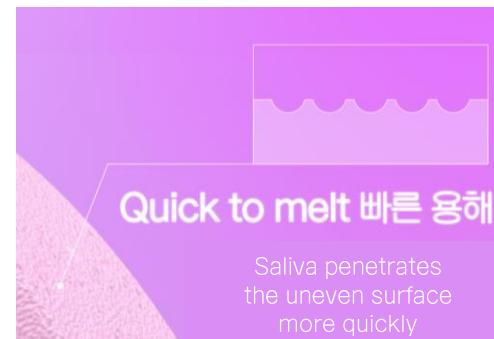 Quick to melt 빠른 용해
Saliva penetrates
the uneven surface
more quickly